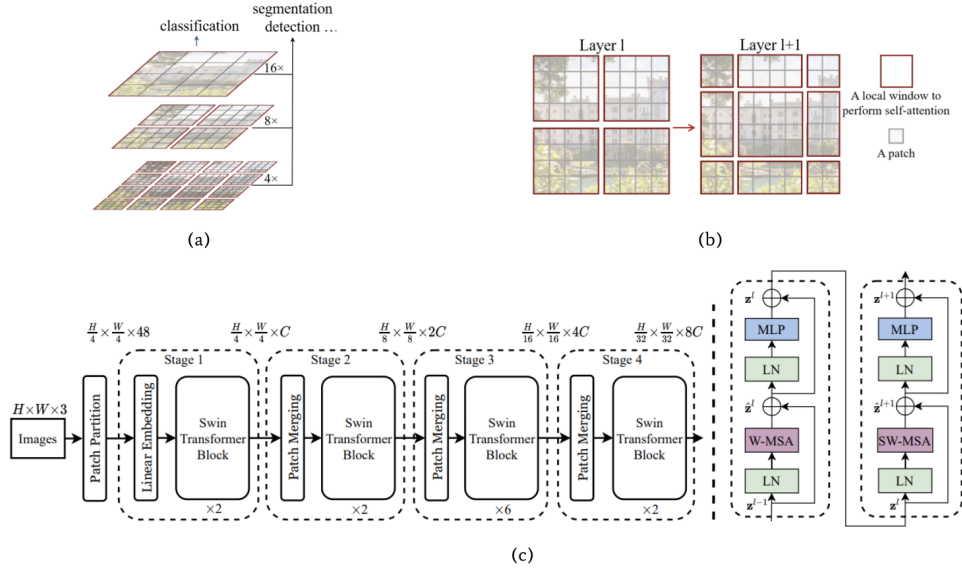 segmentation
classification
detection ...
16×
8×
4×
(a)
Layer l
Layer l+1
A local window to
perform self-attention
A patch
(b)
H/4 × W/4 × 48
H/4 × W/4 × C
H/8 × W/8 × 2C
H/16 × W/16 × 4C
H/32 × W/32 × 8C
Stage 1
Stage 2
Stage 3
Stage 4
H×W×3
Images
Patch Partition
Linear Embedding
Swin
Transformer
Block
×2
Patch Merging
Swin
Transformer
Block
×2
Patch Merging
Swin
Transformer
Block
×6
Patch Merging
Swin
Transformer
Block
×2
z^l
MLP
LN
ẑ^l
W-MSA
LN
z^{l-1}
z^{l+1}
MLP
LN
ẑ^{l+1}
SW-MSA
LN
z^l
(c)